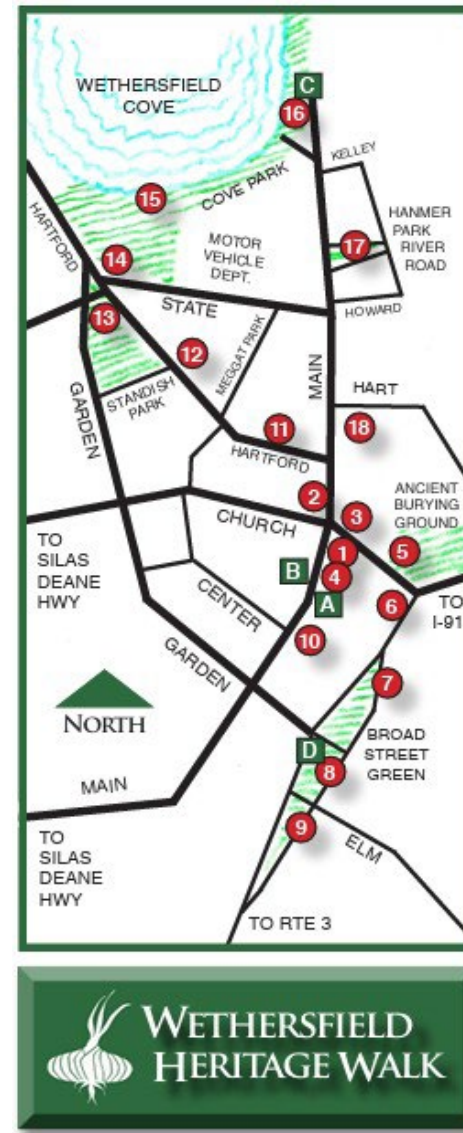 WETHERSFIELD
COVE
C
16
KELLEY
15
COVE PARK
HARTFORD
HANMER
PARK
RIVER
ROAD
17
MOTOR
VEHICLE
DEPT.
14
STATE
HOWARD
13
12
MEGGAT PARK
MAIN
STANDISH
PARK
HART
GARDEN
11
18
HARTFORD
2
3
ANCIENT
BURYING
GROUND
CHURCH
1
5
TO
SILAS
DEANE
HWY
B
4
A
6
TO
I-91
CENTER
10
GARDEN
7
NORTH
BROAD
STREET
GREEN
D
8
MAIN
9
ELM
TO
SILAS
DEANE
HWY
TO RTE 3
WETHERSFIELD
HERITAGE WALK